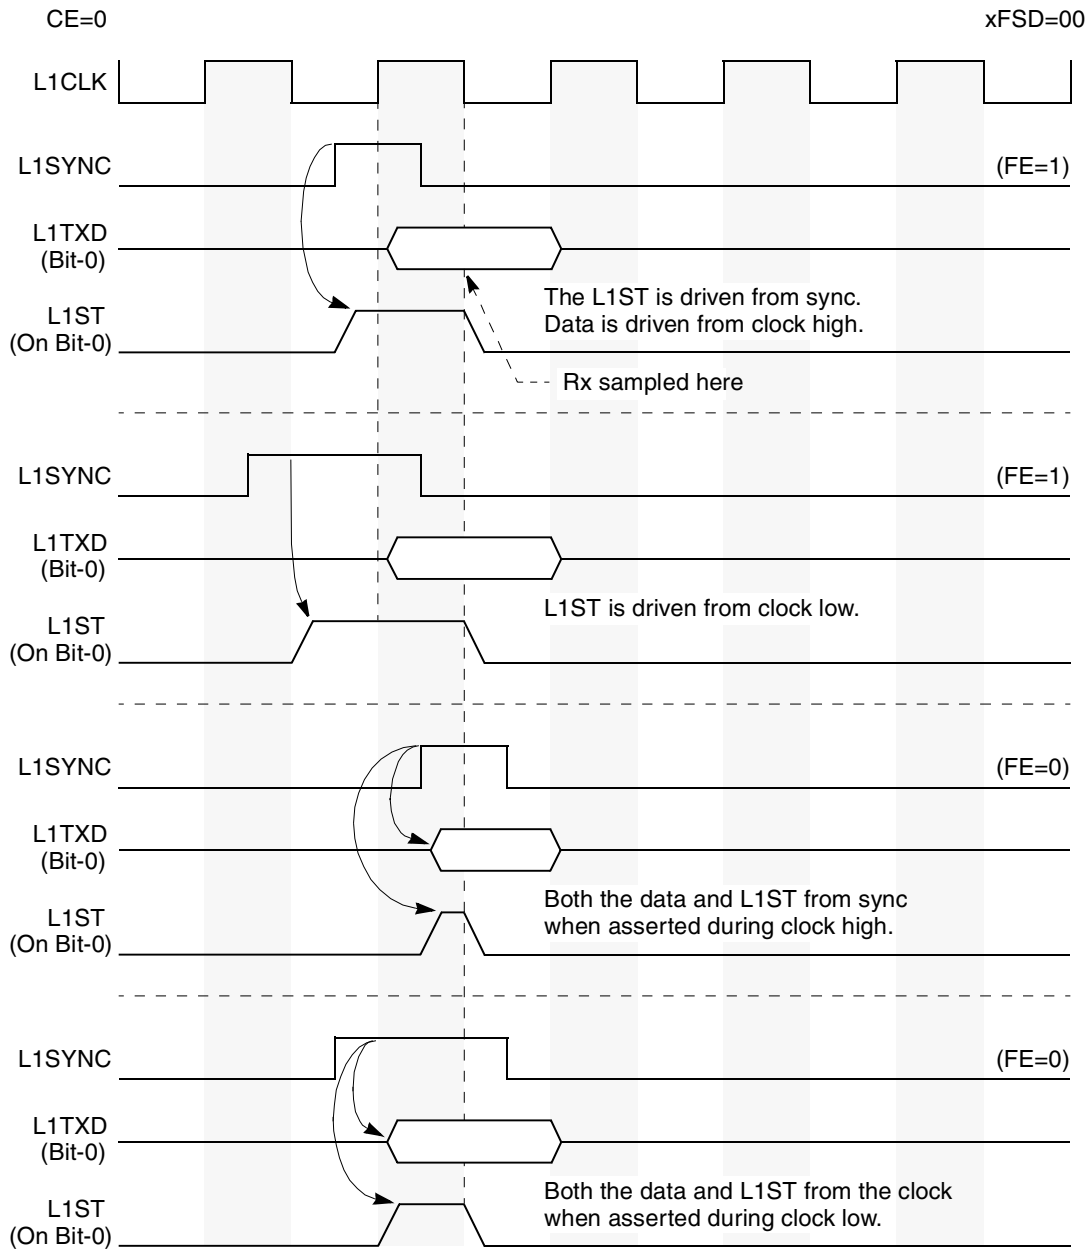 CE=0
xFSD=00
L1CLK
L1SYNC
(FE=1)
L1TXD
(Bit-0)
L1ST
(On Bit-0)
The L1ST is driven from sync.
Data is driven from clock high.
Rx sampled here
L1SYNC
(FE=1)
L1TXD
(Bit-0)
L1ST
(On Bit-0)
L1ST is driven from clock low.
L1SYNC
(FE=0)
L1TXD
(Bit-0)
L1ST
(On Bit-0)
Both the data and L1ST from sync
when asserted during clock high.
L1SYNC
(FE=0)
L1TXD
(Bit-0)
L1ST
(On Bit-0)
Both the data and L1ST from the clock
when asserted during clock low.